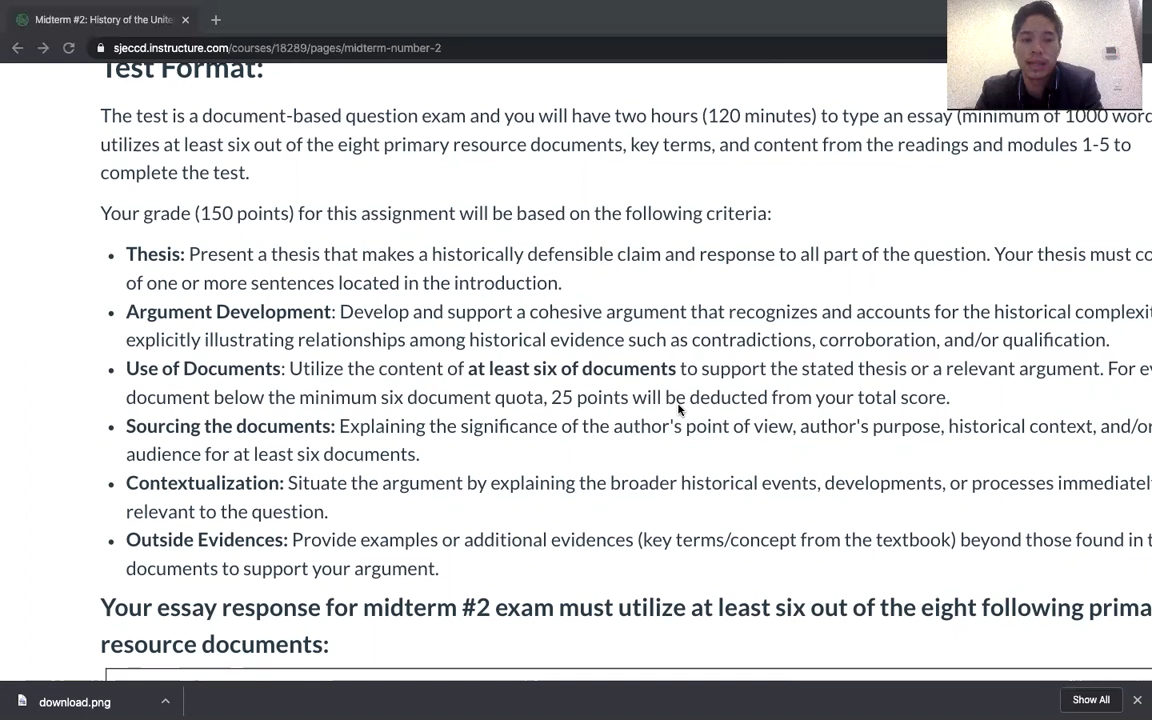 Midterm #2: History of the Unite
sjeccd.instructure.com/courses/18289/pages/midterm-number-2
Test Format:
The test is a document-based question exam and you will have two hours (120 minutes) to type an essay (minimum of 1000 word
utilizes at least six out of the eight primary resource documents, key terms, and content from the readings and modules 1-5 to
complete the test.
Your grade (150 points) for this assignment will be based on the following criteria:
• Thesis: Present a thesis that makes a historically defensible claim and response to all part of the question. Your thesis must co
of one or more sentences located in the introduction.
• Argument Development: Develop and support a cohesive argument that recognizes and accounts for the historical complexit
explicitly illustrating relationships among historical evidence such as contradictions, corroboration, and/or qualification.
• Use of Documents: Utilize the content of at least six of documents to support the stated thesis or a relevant argument. For ev
document below the minimum six document quota, 25 points will be deducted from your total score.
• Sourcing the documents: Explaining the significance of the author's point of view, author's purpose, historical context, and/or
audience for at least six documents.
• Contextualization: Situate the argument by explaining the broader historical events, developments, or processes immediatel
relevant to the question.
• Outside Evidences: Provide examples or additional evidences (key terms/concept from the textbook) beyond those found in t
documents to support your argument.
Your essay response for midterm #2 exam must utilize at least six out of the eight following prima
resource documents:
download.png
Show All